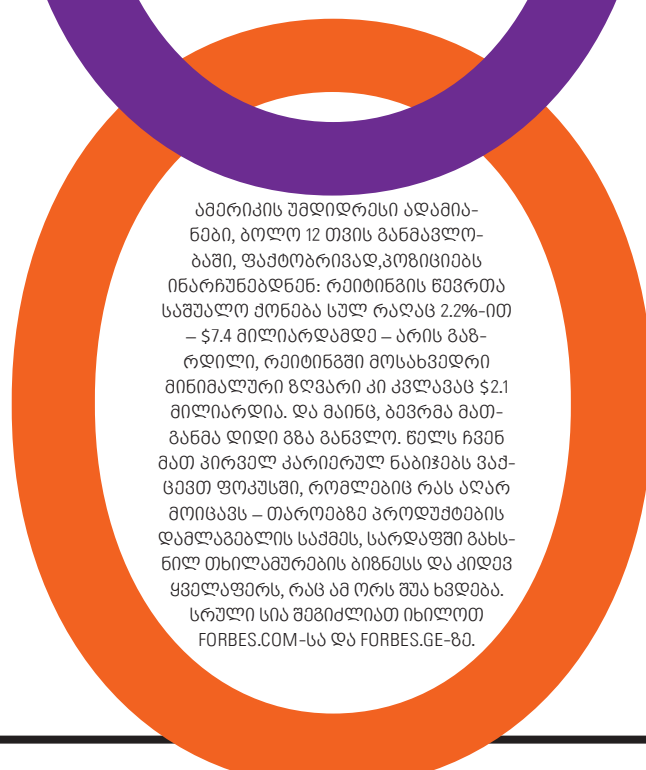 ამერიკის უმდიდრესი ადამია-
ნები, ბოლო 12 თვის განმავლო-
ბაში, ფაქტობრივად,პოზიციებს
ინარჩუნებდნენ: რეიტინგის წევრთა
საშუალო ქონება სულ რაღაც 2.2%-ით
– $7.4 მილიარდამდე – არის გაზ-
რდილი, რეიტინგში მოსახვედრი
მინიმალური ზღვარი კი კვლავაც $2.1
მილიარდია. და მაინც, ბევრმა მათ-
განმა დიდი გზა განვლო. წელს ჩვენ
მათ პირველ კარიერულ ნაბიჯებს ვაქ-
ცევთ ფოკუსში, რომლებიც რას აღარ
მოიცავს – თაროებზე პროდუქტების
დამლაგებლის საქმეს, სარდაფში გახს-
ნილ თხილამურების ბიზნესს და კიდევ
ყველაფერს, რაც ამ ორს შუა ხვდება.
სრული სია შეგიძლიათ იხილოთ
FORBES.COM-სა და FORBES.GE-ზე.